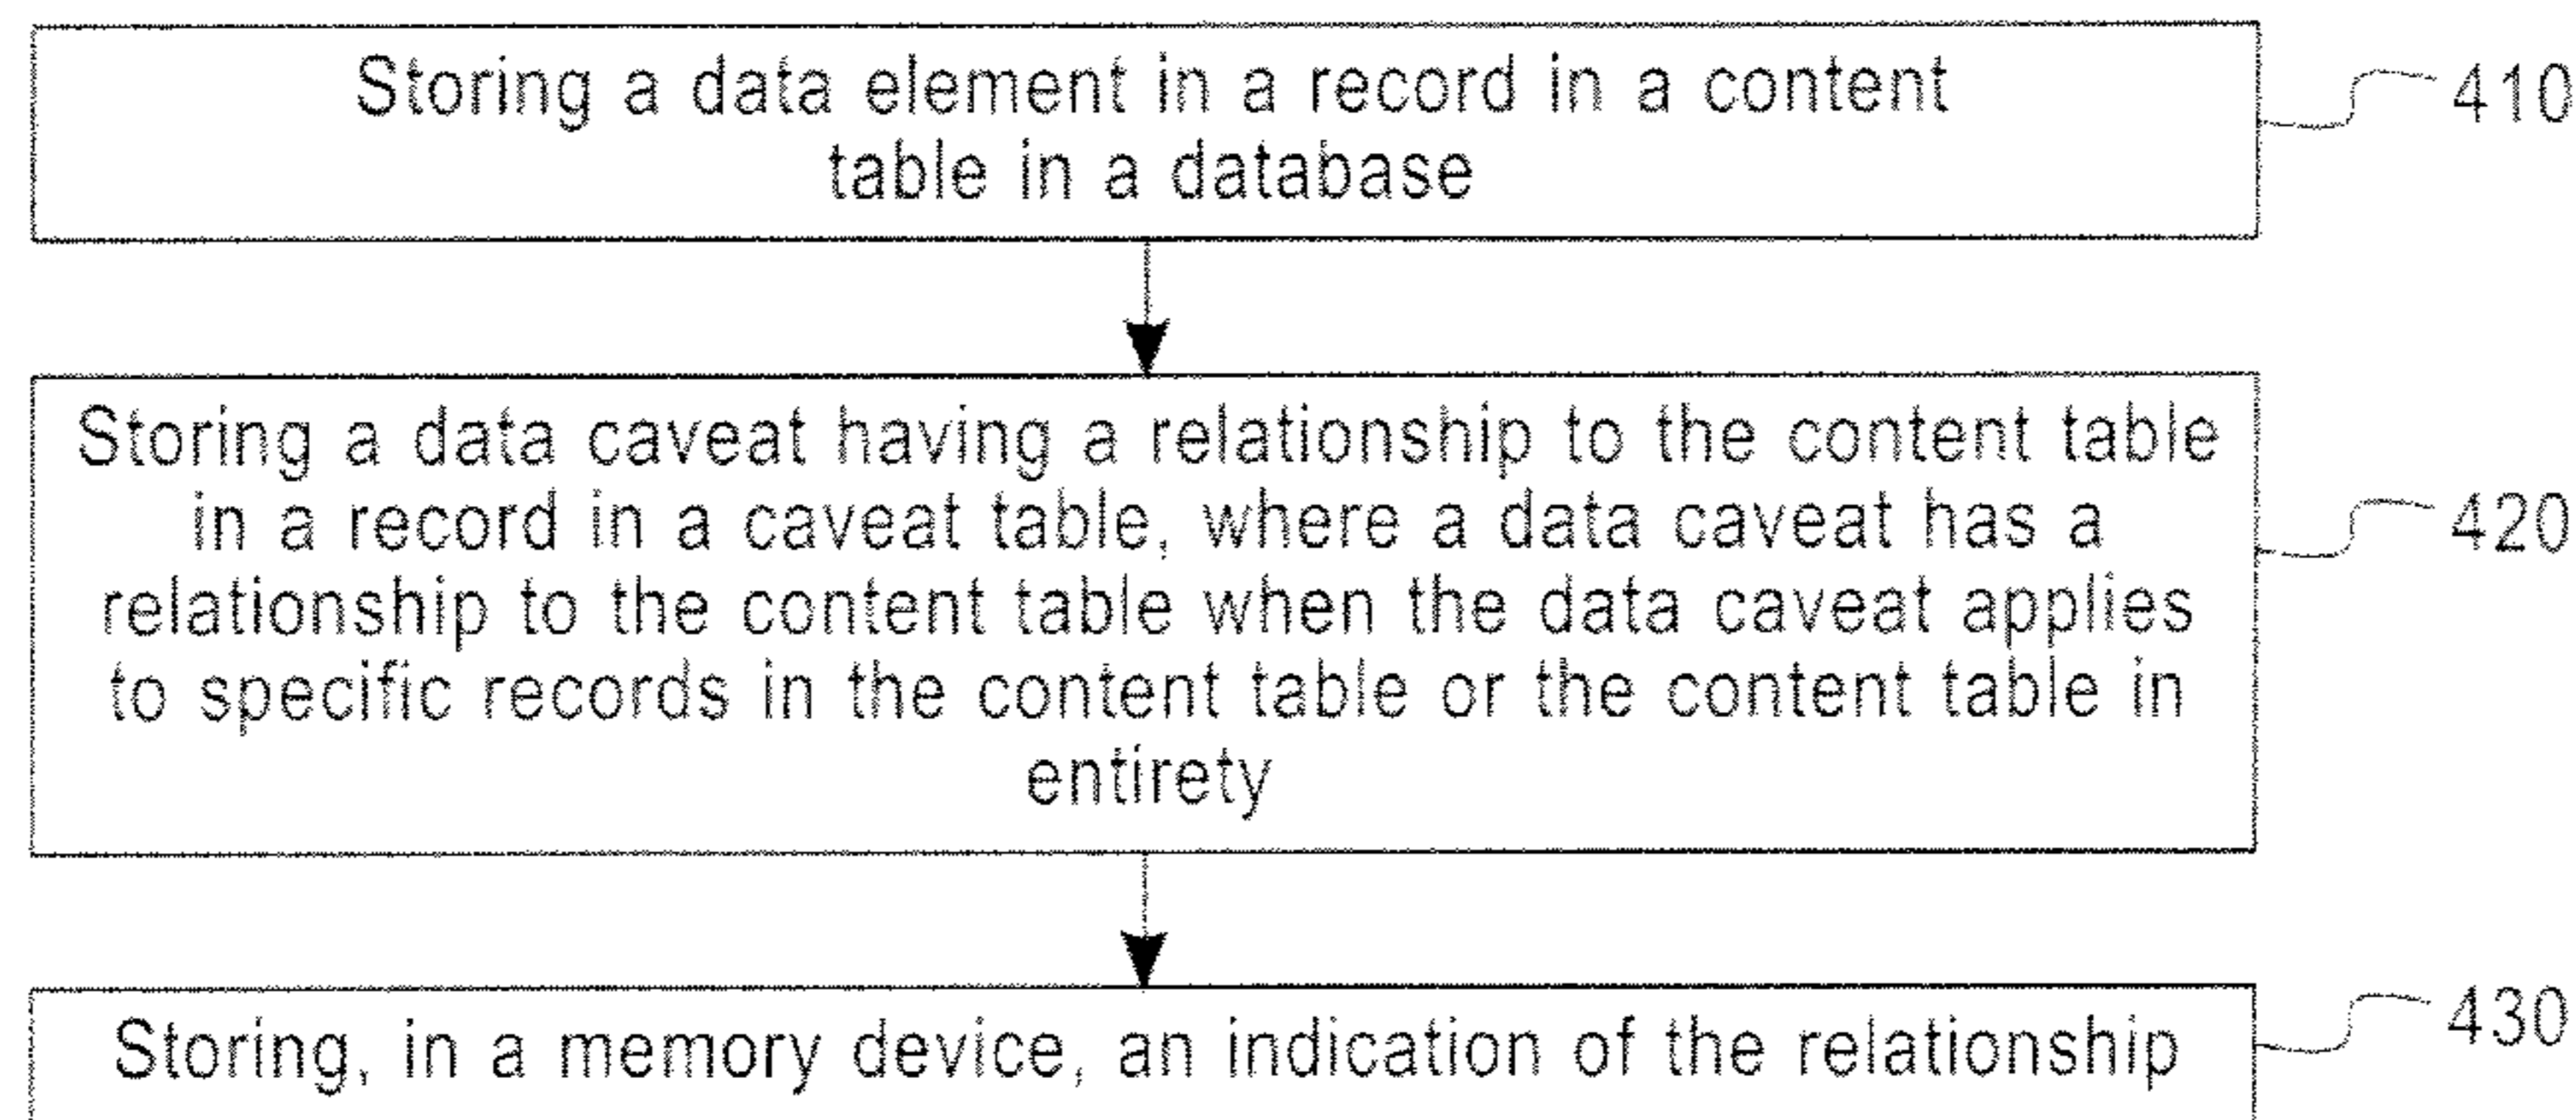 Storing a data element in a record in a content
table in a database
410
Storing a data caveat having a relationship to the content table
in a record in a caveat table, where a data caveat has a
relationship to the content table when the data caveat applies
to specific records in the content table or the content table in
entirety
420
Storing, in a memory device, an indication of the relationship
430